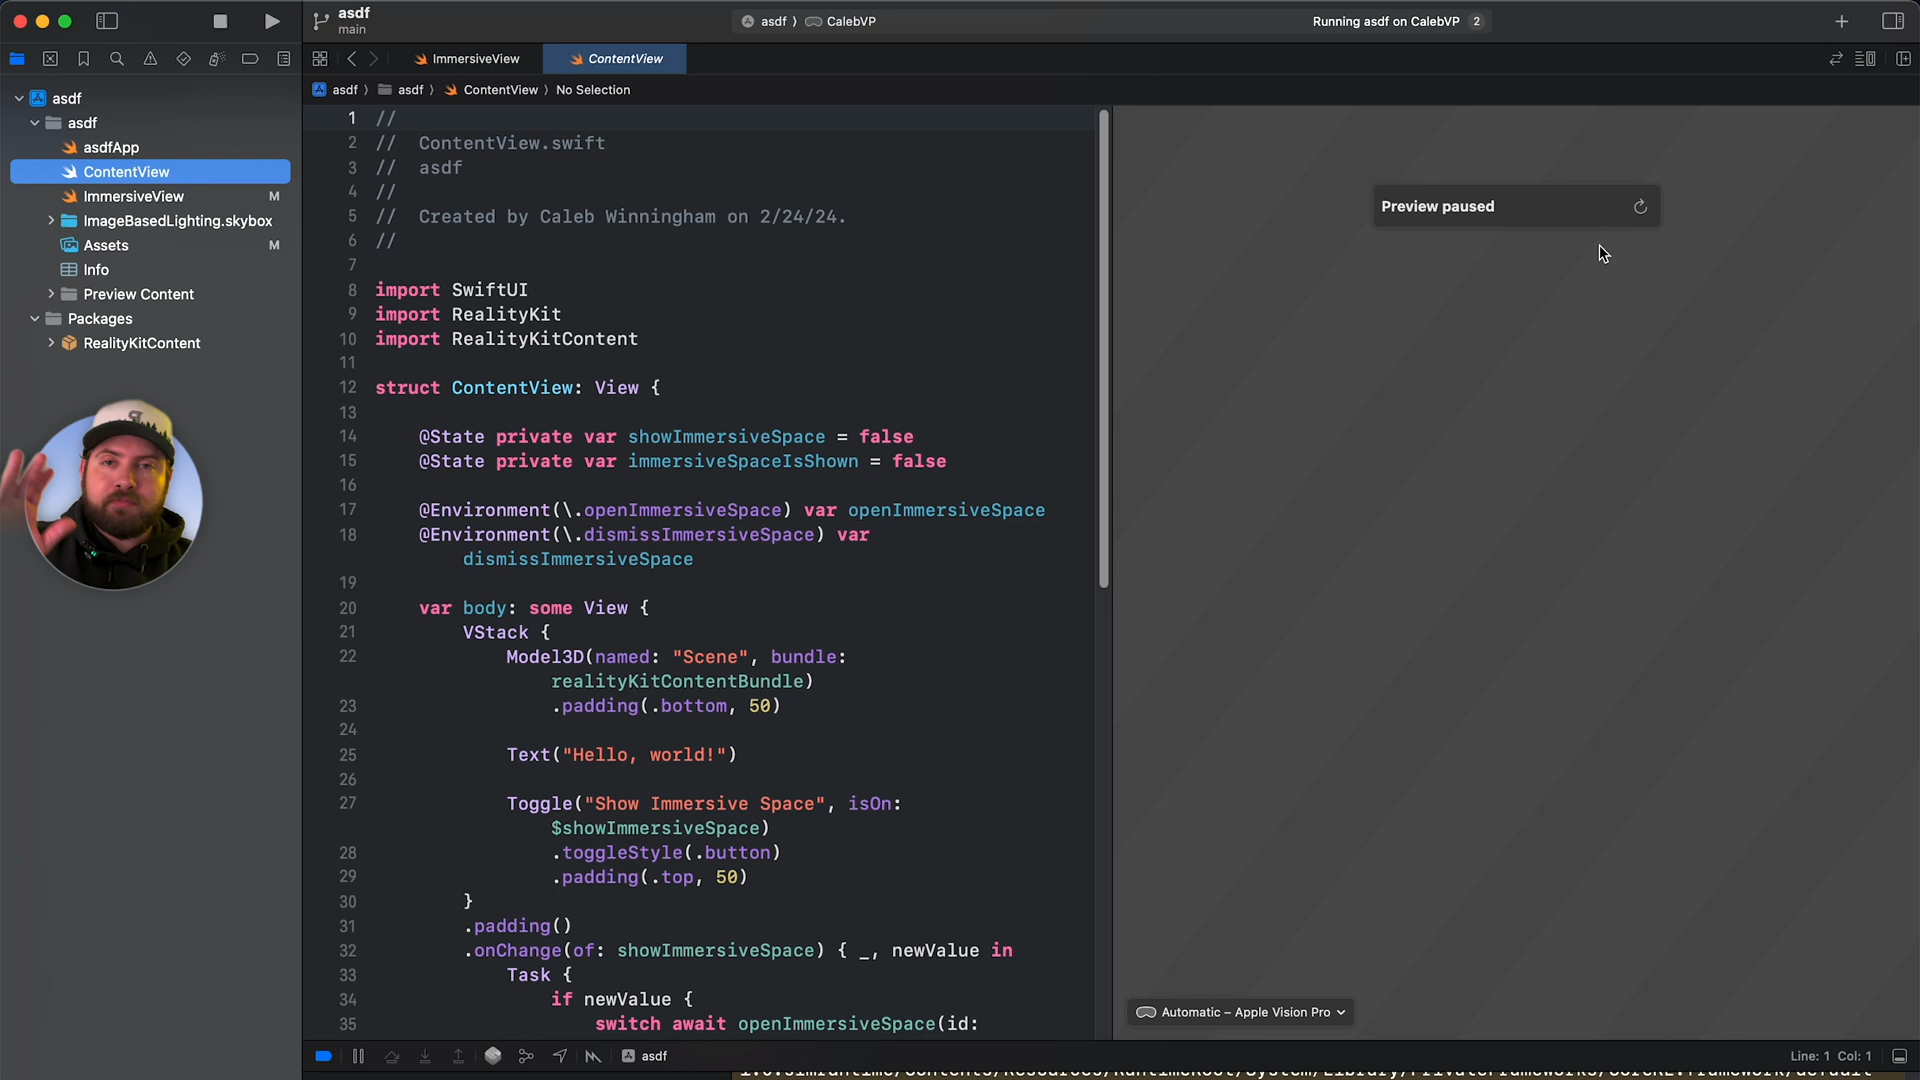 asdf
main
asdf 〉 CalebVP
Running asdf on CalebVP 2
ImmersiveView
ContentView
asdf 〉 asdf 〉 ContentView 〉 No Selection
asdf
asdf
asdfApp
ContentView
ImmersiveView M
ImageBasedLighting.skybox
Assets M
Info
Preview Content
Packages
RealityKitContent
1 //
2 // ContentView.swift
3 // asdf
4 //
5 // Created by Caleb Winningham on 2/24/24.
6 //
7
8 import SwiftUI
9 import RealityKit
10 import RealityKitContent
11
12 struct ContentView: View {
13
14 @State private var showImmersiveSpace = false
15 @State private var immersiveSpaceIsShown = false
16
17 @Environment(\.openImmersiveSpace) var openImmersiveSpace
18 @Environment(\.dismissImmersiveSpace) var
dismissImmersiveSpace
19
20 var body: some View {
21 VStack {
22 Model3D(named: "Scene", bundle:
realityKitContentBundle)
23 .padding(.bottom, 50)
24
25 Text("Hello, world!")
26
27 Toggle("Show Immersive Space", isOn:
$showImmersiveSpace)
28 .toggleStyle(.button)
29 .padding(.top, 50)
30 }
31 .padding()
32 .onChange(of: showImmersiveSpace) { _, newValue in
33 Task {
34 if newValue {
35 switch await openImmersiveSpace(id:
Preview paused
Automatic – Apple Vision Pro
asdf
Line: 1 Col: 1